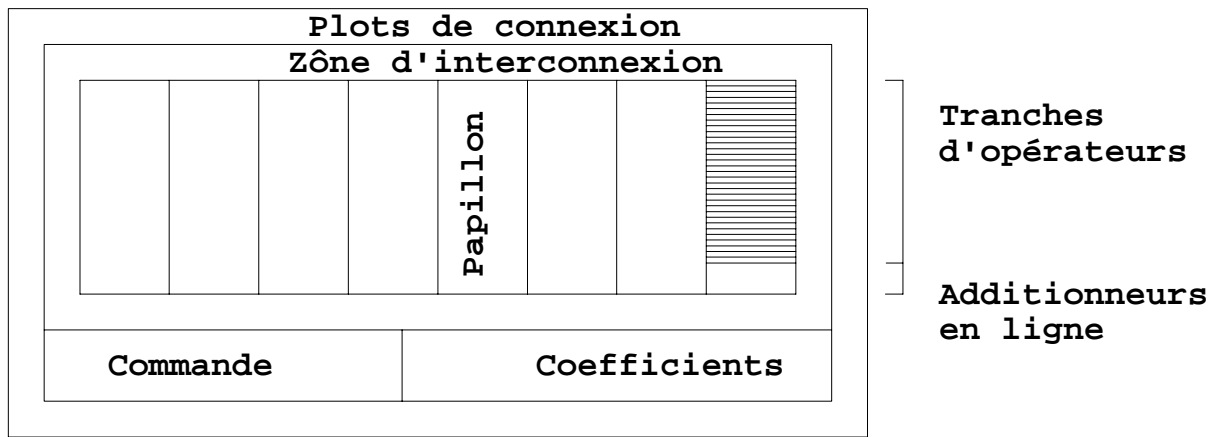 Plots de connexion
Zône d'interconnexion
Papillon
Tranches
d'opérateurs
Additionneurs
en ligne
Commande
Coefficients